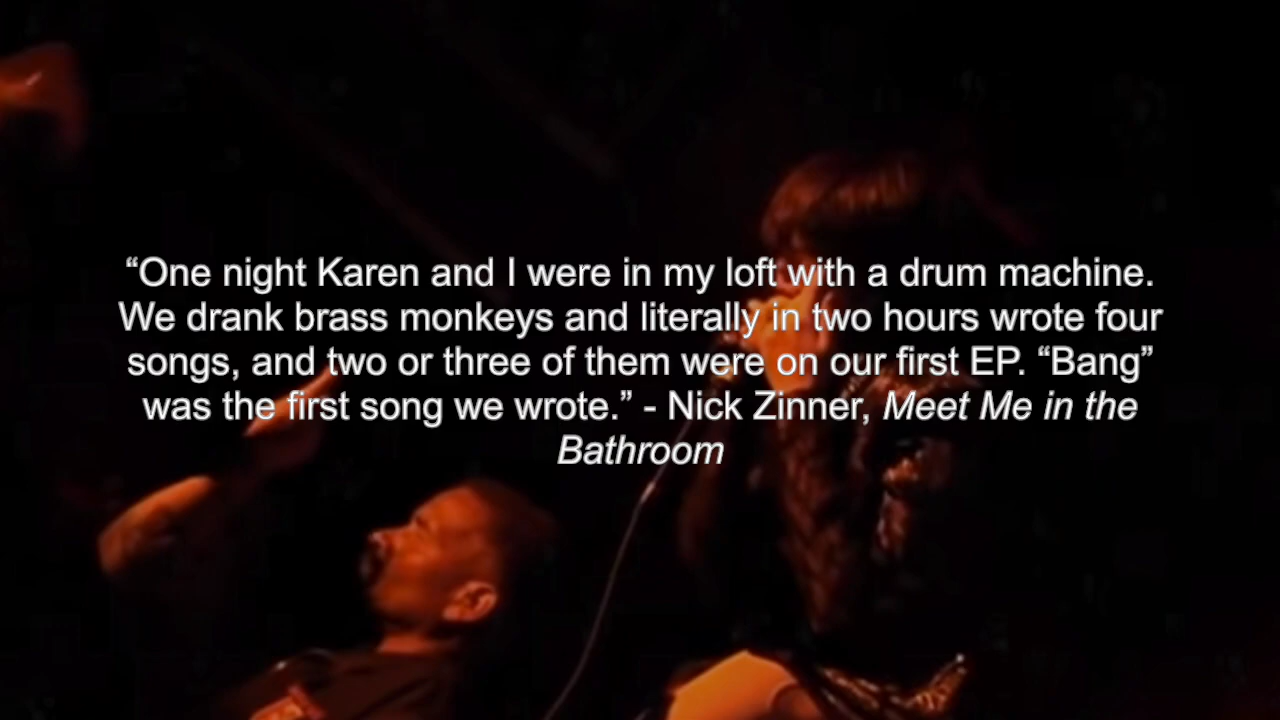 “One night Karen and I were in my loft with a drum machine.
We drank brass monkeys and literally in two hours wrote four
songs, and two or three of them were on our first EP. “Bang”
was the first song we wrote.” - Nick Zinner, Meet Me in the
Bathroom